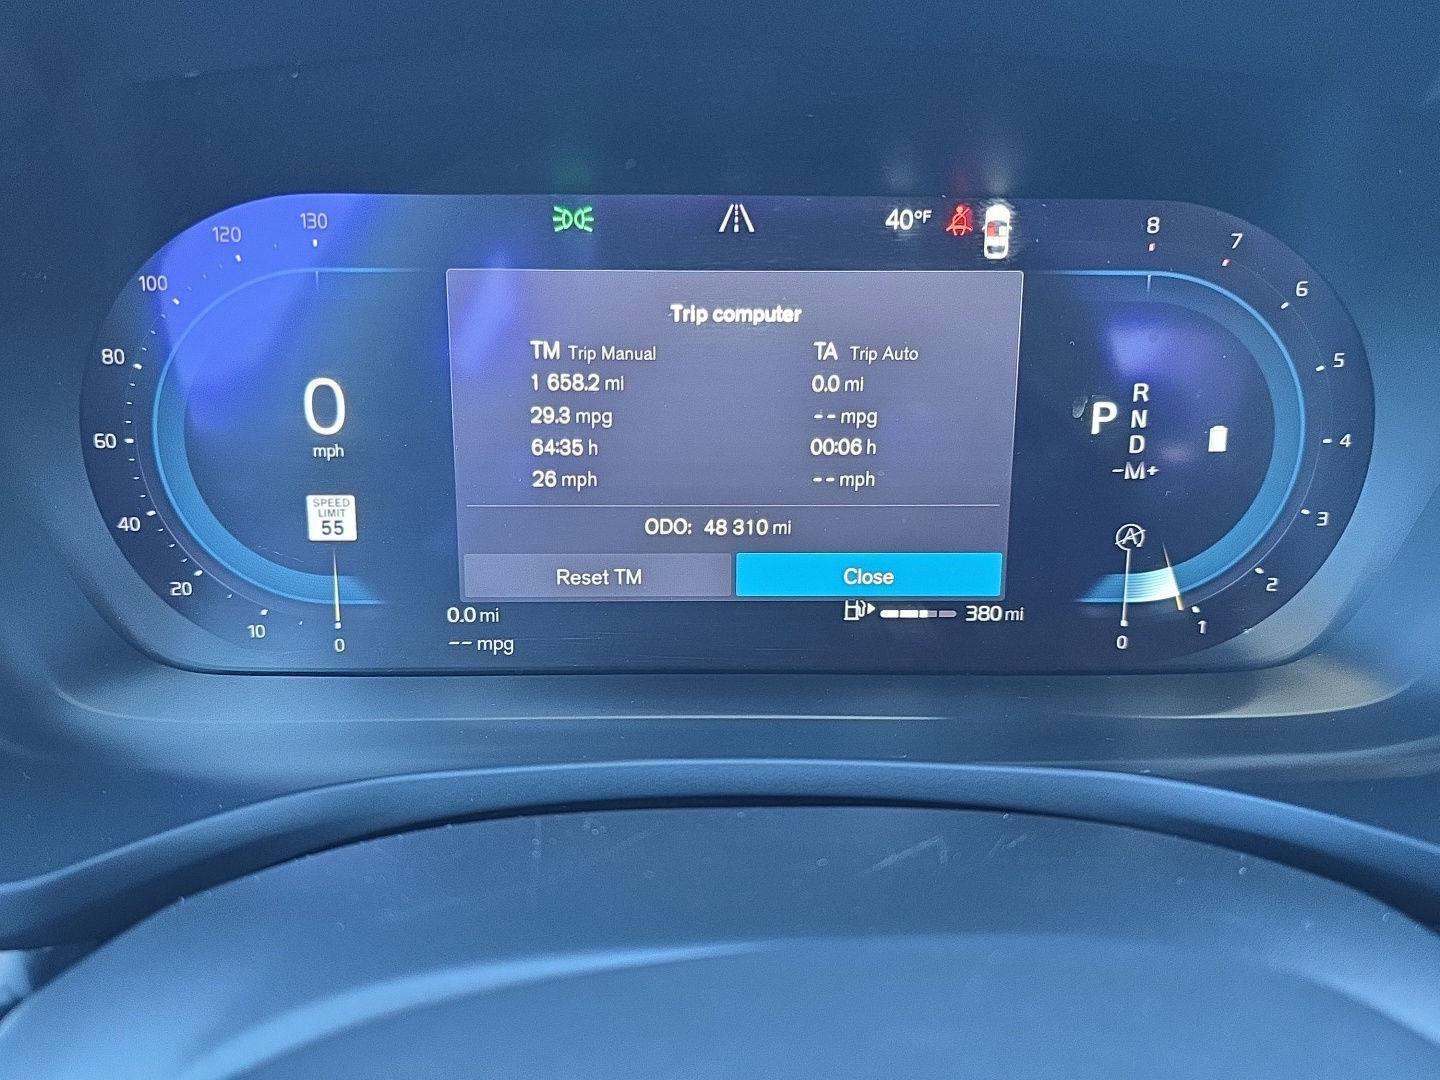 130
120
100
80
60
40
20
10
0
0
mph
SPEED
LIMIT
55
40°F
Trip computer
TM Trip Manual
1 658.2 mi
29.3 mpg
64:35 h
26 mph
TA Trip Auto
0.0 mi
-- mpg
00:06 h
-- mph
ODO: 48 310 mi
Reset TM
Close
0.0 mi
-- mpg
380 mi
P
R
N
D
-M+
A
8
7
6
5
4
3
2
1
0